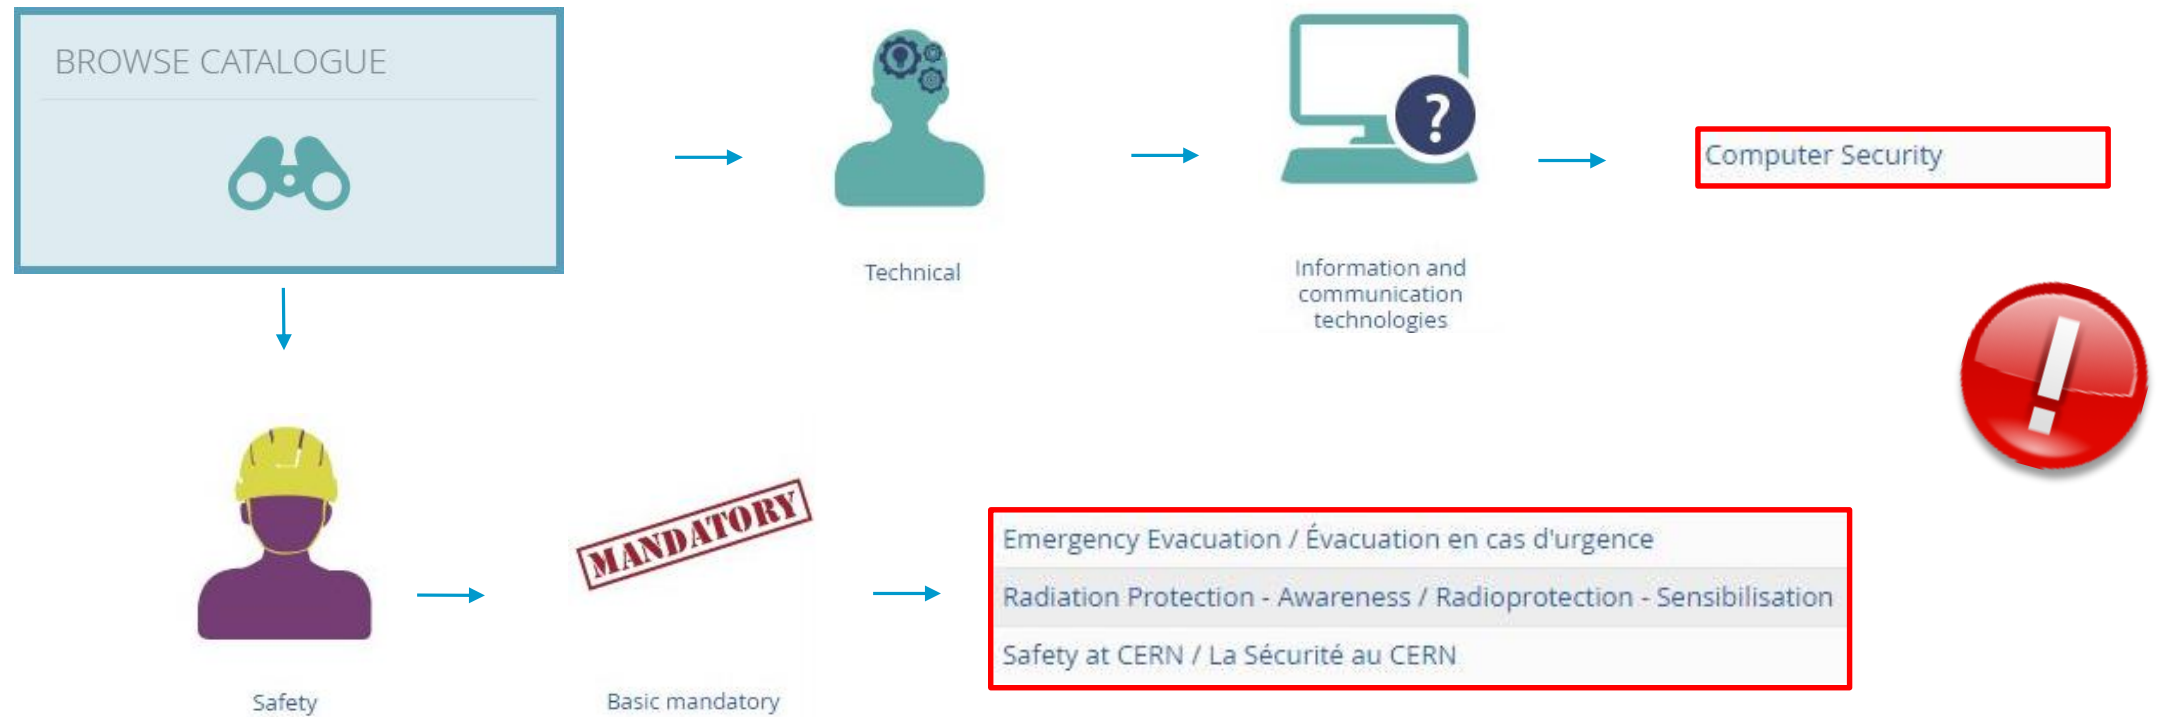 BROWSE CATALOGUE
?
Technical
Information and
communication
technologies
Computer Security
!
Safety
MANDATORY
Basic mandatory
Emergency Evacuation / Évacuation en cas d'urgence
Radiation Protection - Awareness / Radioprotection - Sensibilisation
Safety at CERN / La Sécurité au CERN